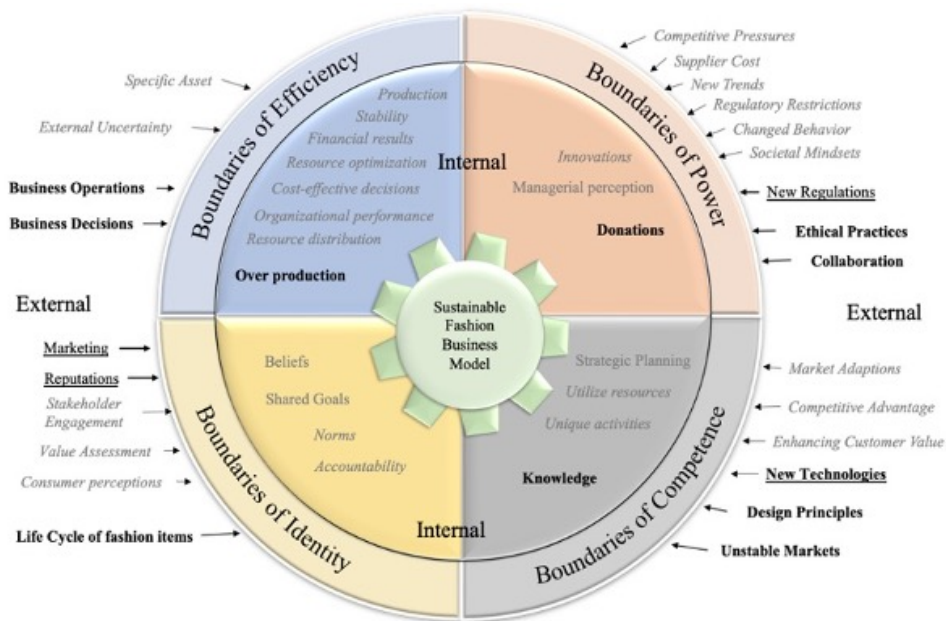 Boundaries of Efficiency
Specific Asset
External Uncertainty
Business Operations
Business Decisions
Production
Stability
Financial results
Resource optimization
Cost-effective decisions
Organizational performance
Resource distribution
Over production
Internal
Boundaries of Power
Competitive Pressures
Supplier Cost
New Trends
Regulatory Restrictions
Changed Behavior
Societal Mindsets
New Regulations
Ethical Practices
Collaboration
Innovations
Managerial perception
Donations
External
External
Sustainable
Fashion
Business
Model
Boundaries of Identity
Marketing
Reputations
Stakeholder
Engagement
Value Assessment
Consumer perceptions
Life Cycle of fashion items
Beliefs
Shared Goals
Norms
Accountability
Internal
Boundaries of Competence
Strategic Planning
Utilize resources
Unique activities
Knowledge
Market Adaptions
Competitive Advantage
Enhancing Customer Value
New Technologies
Design Principles
Unstable Markets